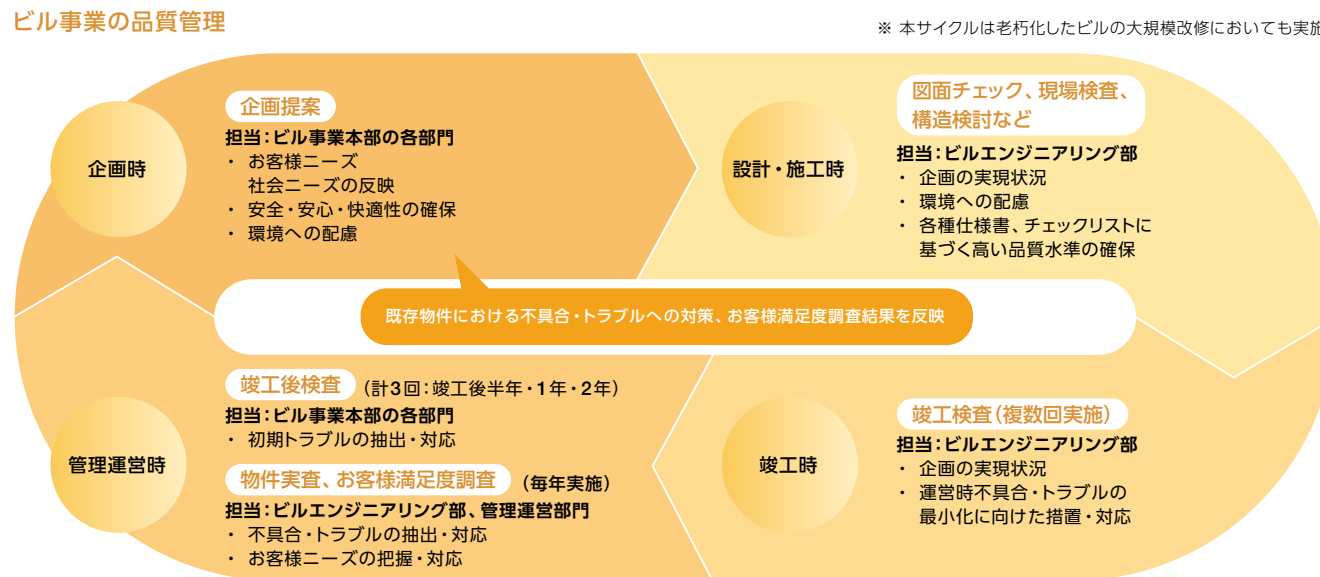 ビル事業の品質管理
※ 本サイクルは老朽化したビルの大規模改修においても実施
企画時
企画提案
担当：ビル事業本部の各部門
・ お客様ニーズ
社会ニーズの反映
・ 安全・安心・快適性の確保
・ 環境への配慮
設計・施工時
図面チェック、現場検査、
構造検討など
担当：ビルエンジニアリング部
・ 企画の実現状況
・ 環境への配慮
・ 各種仕様書、チェックリストに
基づく高い品質水準の確保
既存物件における不具合・トラブルへの対策、お客様満足度調査結果を反映
管理運営時
竣工後検査 （計3回：竣工後半年・1年・2年）
担当：ビル事業本部の各部門
・ 初期トラブルの抽出・対応
物件実査、お客様満足度調査 （毎年実施）
担当：ビルエンジニアリング部、管理運営部門
・ 不具合・トラブルの抽出・対応
・ お客様ニーズの把握・対応
竣工時
竣工検査（複数回実施）
担当：ビルエンジニアリング部
・ 企画の実現状況
・ 運営時不具合・トラブルの
最小化に向けた措置・対応